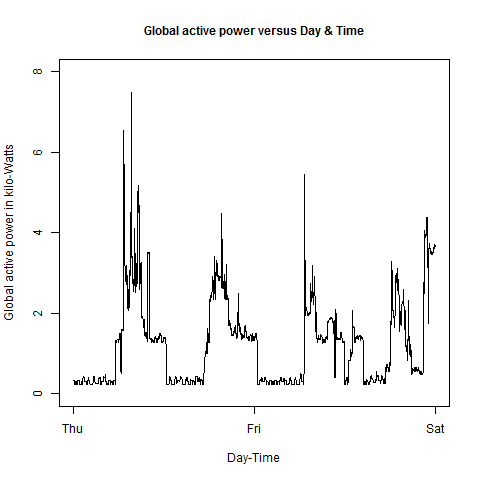 Global active power versus Day & Time
Global active power in kilo-Watts
8
6
4
2
0
Thu Fri Sat
Day-Time